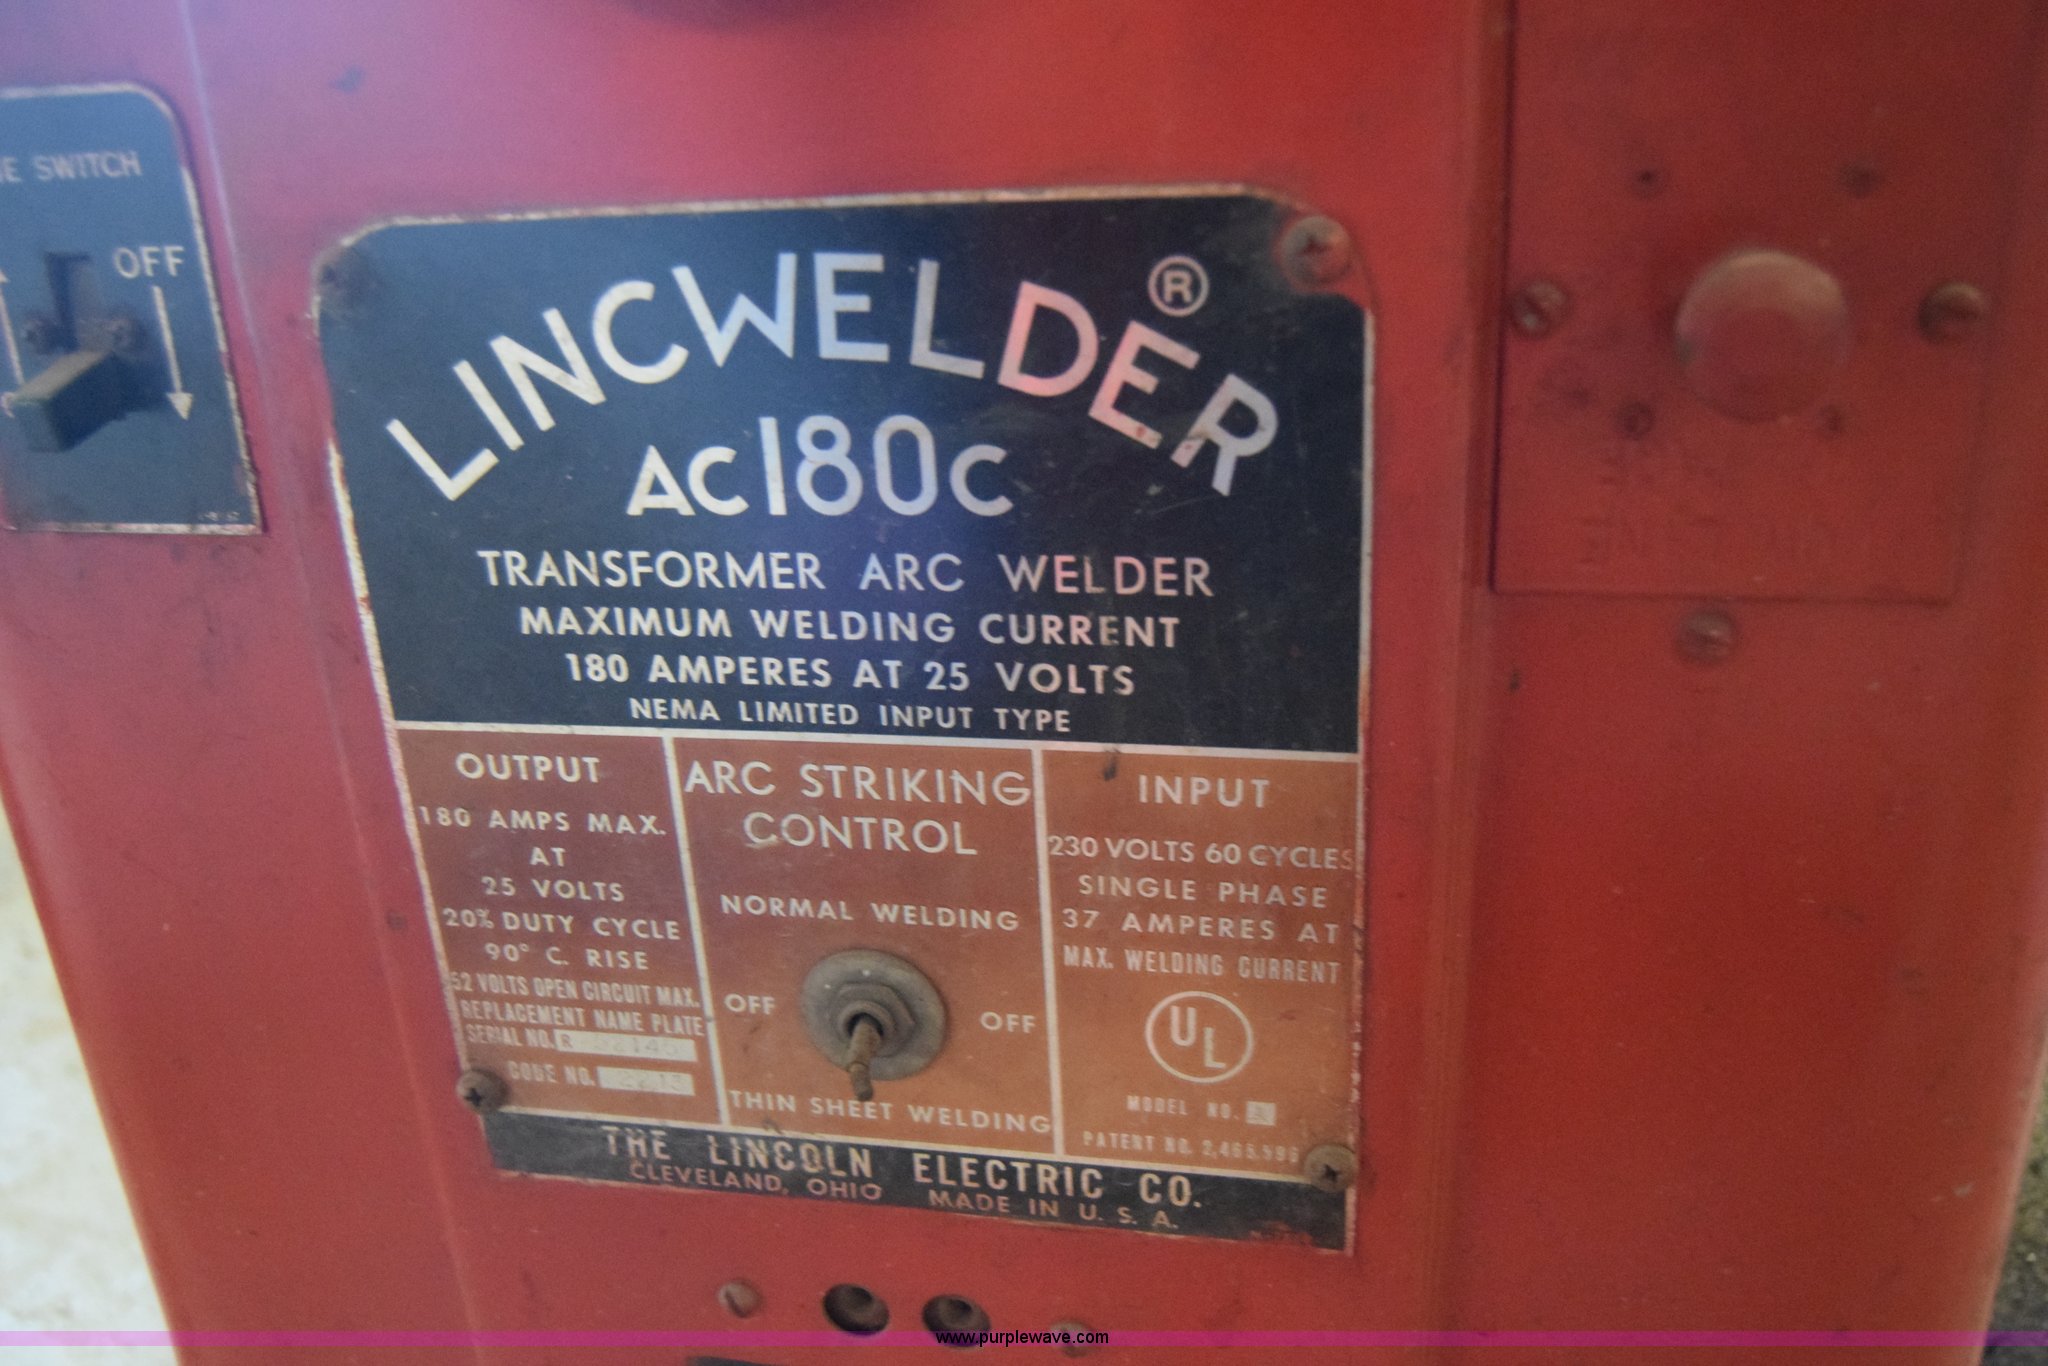 SWITCH
OFF
LINCWELDER®
AC180C
TRANSFORMER ARC WELDER
MAXIMUM WELDING CURRENT
180 AMPERES AT 25 VOLTS
NEMA LIMITED INPUT TYPE
OUTPUT
180 AMPS MAX.
AT
25 VOLTS
20% DUTY CYCLE
90° C. RISE
52 VOLTS OPEN CIRCUIT MAX.
REPLACEMENT NAME PLATE
SERIAL NO. R
CODE NO.
ARC STRIKING
CONTROL
NORMAL WELDING
OFF
OFF
THIN SHEET WELDING
INPUT
230 VOLTS 60 CYCLES
SINGLE PHASE
37 AMPERES AT
MAX. WELDING CURRENT
UL
MODEL NO.
PATENT NO.
THE LINCOLN ELECTRIC CO.
CLEVELAND, OHIO MADE IN U. S. A.
www.purplewave.com